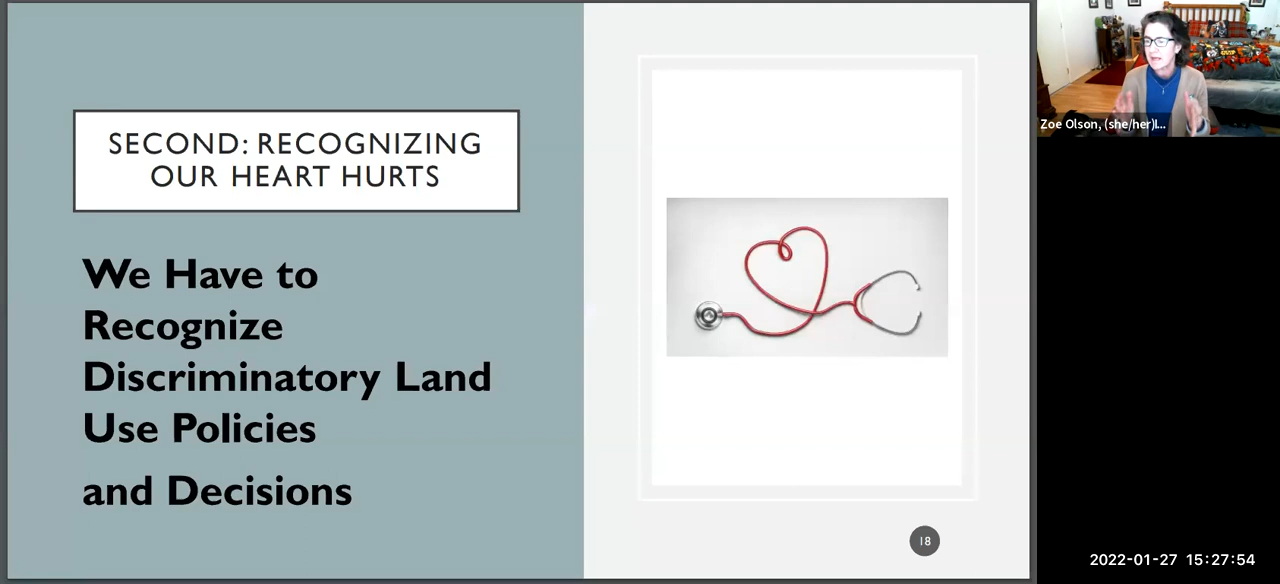 SECOND: RECOGNIZING
OUR HEART HURTS
We Have to
Recognize
Discriminatory Land
Use Policies
and Decisions
18
Zoe Olson, (she/her)I...
2022-01-27 15:27:54